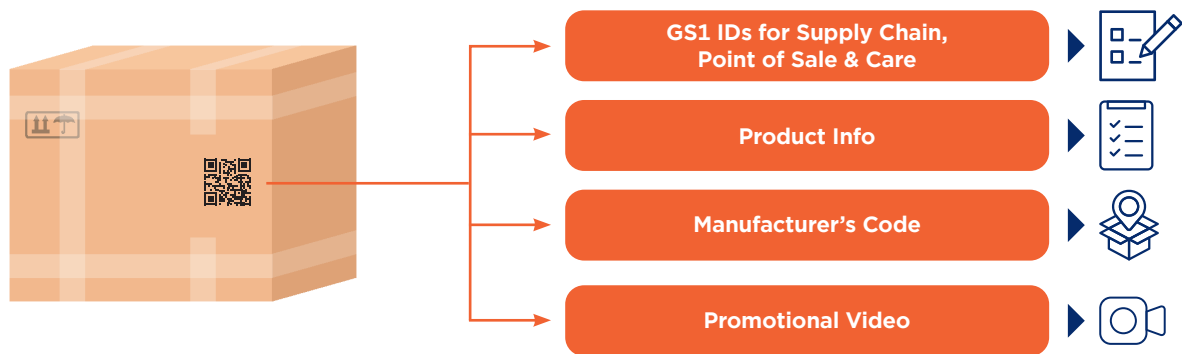 GS1 IDs for Supply Chain,
Point of Sale & Care
Product Info
Manufacturer’s Code
Promotional Video